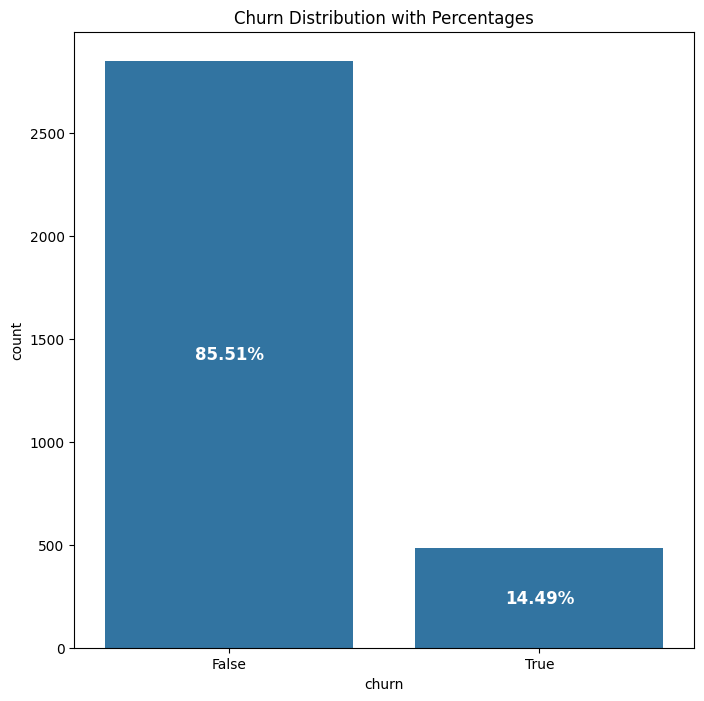 Churn Distribution with Percentages
count
2500
2000
1500
1000
500
0
85.51%
14.49%
False
True
churn